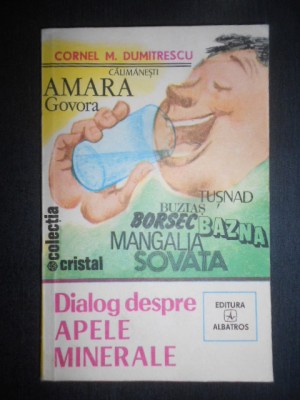 CORNEL M. DUMITRESCU
CĂLIMĂNEȘTI
AMARA
Govora
TUȘNAD
BUZIAȘ
BORSEC
BAZNA
MANGALIA
SOVATA
colecția
cristal
Dialog despre
APELE
MINERALE
EDITURA
ALBATROS